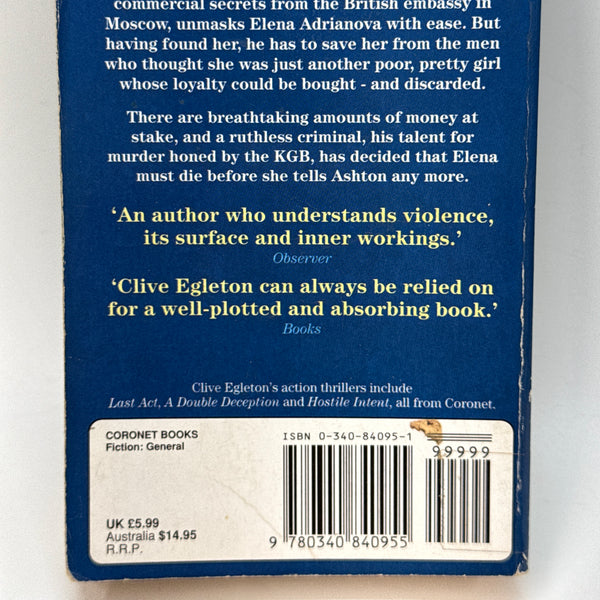 commercial secrets from the British embassy in
Moscow, unmasks Elena Adrianova with ease. But
having found her, he has to save her from the men
who thought she was just another poor, pretty girl
whose loyalty could be bought - and discarded.
There are breathtaking amounts of money at
stake, and a ruthless criminal, his talent for
murder honed by the KGB, has decided that Elena
must die before she tells Ashton any more.
‘An author who understands violence,
its surface and inner workings.’
Observer
‘Clive Egleton can always be relied on
for a well-plotted and absorbing book.’
Books
Clive Egleton’s action thrillers include
Last Act, A Double Deception and Hostile Intent, all from Coronet.
CORONET BOOKS
Fiction: General
UK £5.99
Australia $14.95
R.R.P.
ISBN 0-340-84095-1
99999
9 780340 840955